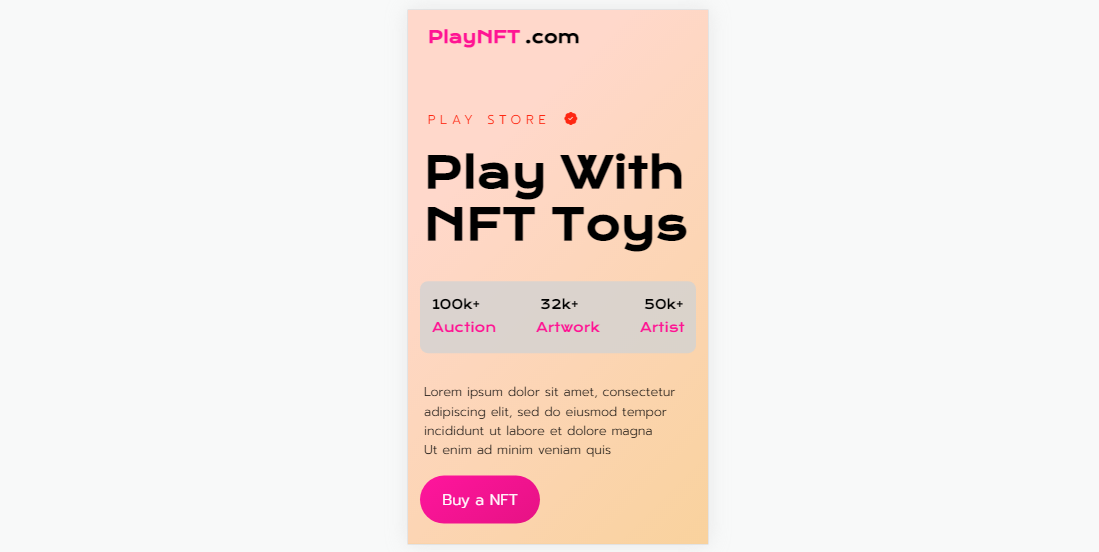 PlayNFT .com
PLAY STORE
Play With
NFT Toys
100k+ 32k+ 50k+
Auction Artwork Artist
Lorem ipsum dolor sit amet, consectetur
adipiscing elit, sed do eiusmod tempor
incididunt ut labore et dolore magna
Ut enim ad minim veniam quis
Buy a NFT